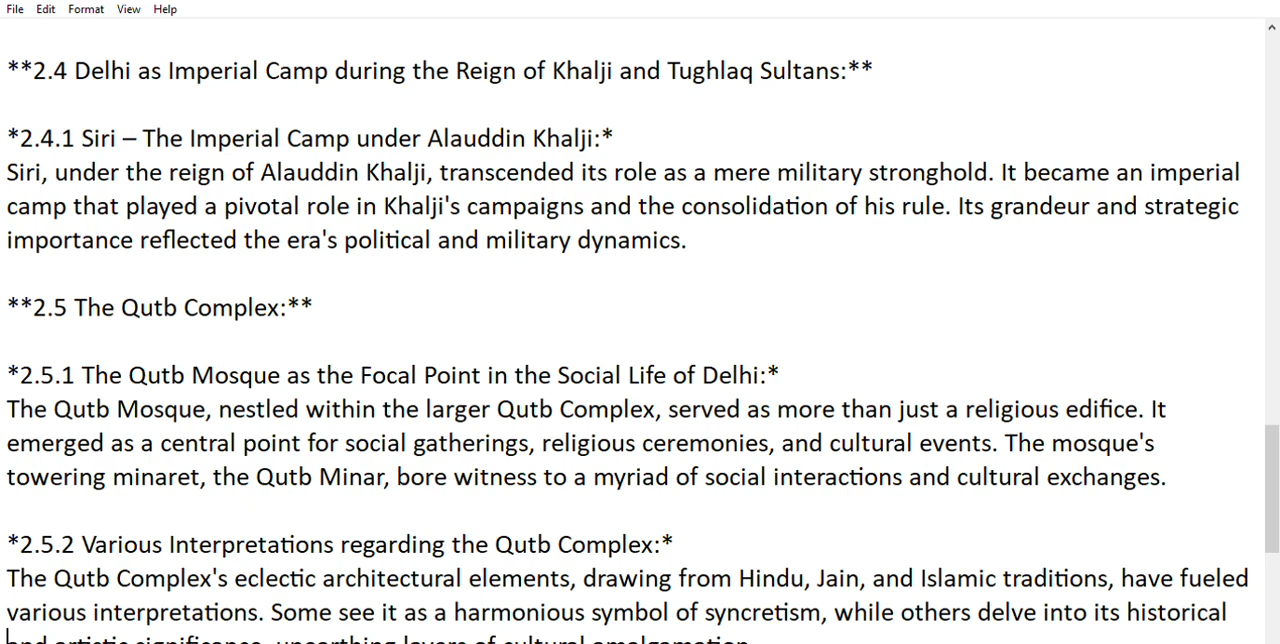 File Edit Format View Help
**2.4 Delhi as Imperial Camp during the Reign of Khalji and Tughlaq Sultans:**
*2.4.1 Siri – The Imperial Camp under Alauddin Khalji:*
Siri, under the reign of Alauddin Khalji, transcended its role as a mere military stronghold. It became an imperial
camp that played a pivotal role in Khalji's campaigns and the consolidation of his rule. Its grandeur and strategic
importance reflected the era's political and military dynamics.
**2.5 The Qutb Complex:**
*2.5.1 The Qutb Mosque as the Focal Point in the Social Life of Delhi:*
The Qutb Mosque, nestled within the larger Qutb Complex, served as more than just a religious edifice. It
emerged as a central point for social gatherings, religious ceremonies, and cultural events. The mosque's
towering minaret, the Qutb Minar, bore witness to a myriad of social interactions and cultural exchanges.
*2.5.2 Various Interpretations regarding the Qutb Complex:*
The Qutb Complex's eclectic architectural elements, drawing from Hindu, Jain, and Islamic traditions, have fueled
various interpretations. Some see it as a harmonious symbol of syncretism, while others delve into its historical
and artistic significance, unearthing layers of cultural amalgamation.